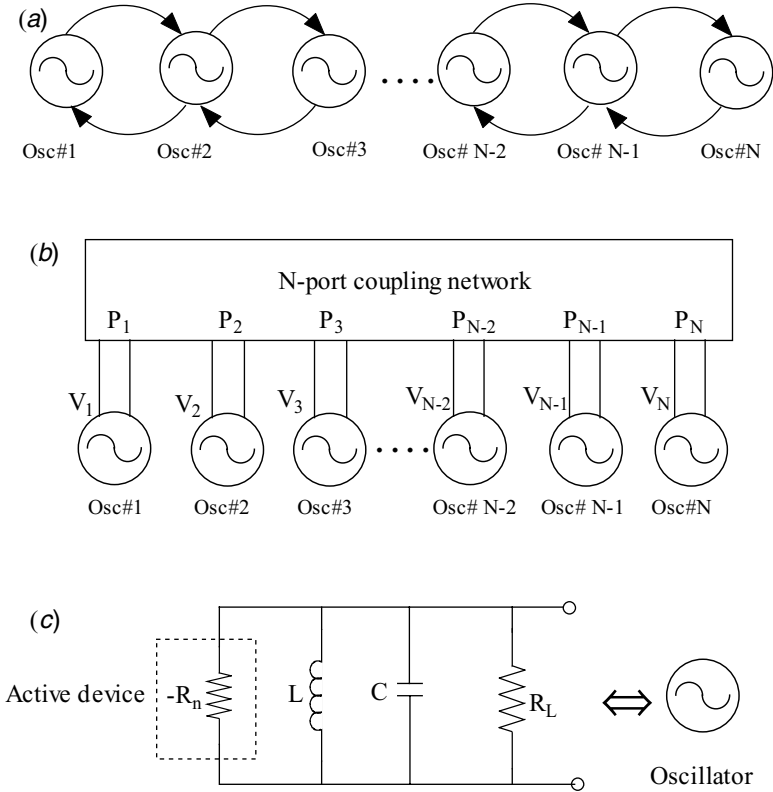 (a)
Osc#1 Osc#2 Osc#3 Osc# N-2 Osc# N-1 Osc#N
(b)
N-port coupling network
P1 P2 P3 PN-2 PN-1 PN
V1 V2 V3 VN-2 VN-1 VN
Osc#1 Osc#2 Osc#3 Osc# N-2 Osc# N-1 Osc#N
(c)
Active device -Rn L C RL
Oscillator